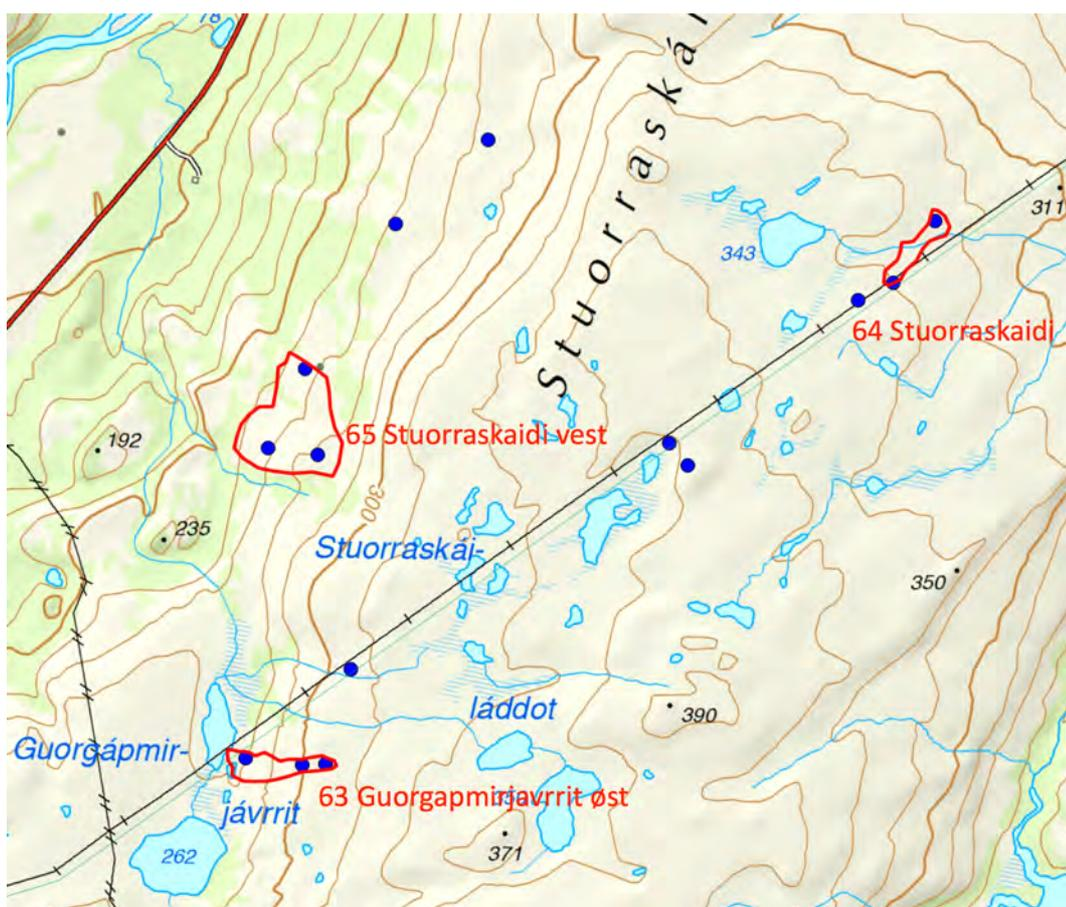 78
Stuorraská
311
343
64 Stuorraskaidi
65 Stuorraskaidi vest
192
300
235
Stuorraskái-
350
láddot
390
Guorgápmir-
63 Guorgapmirjavrrit øst
jávrrit
371
262